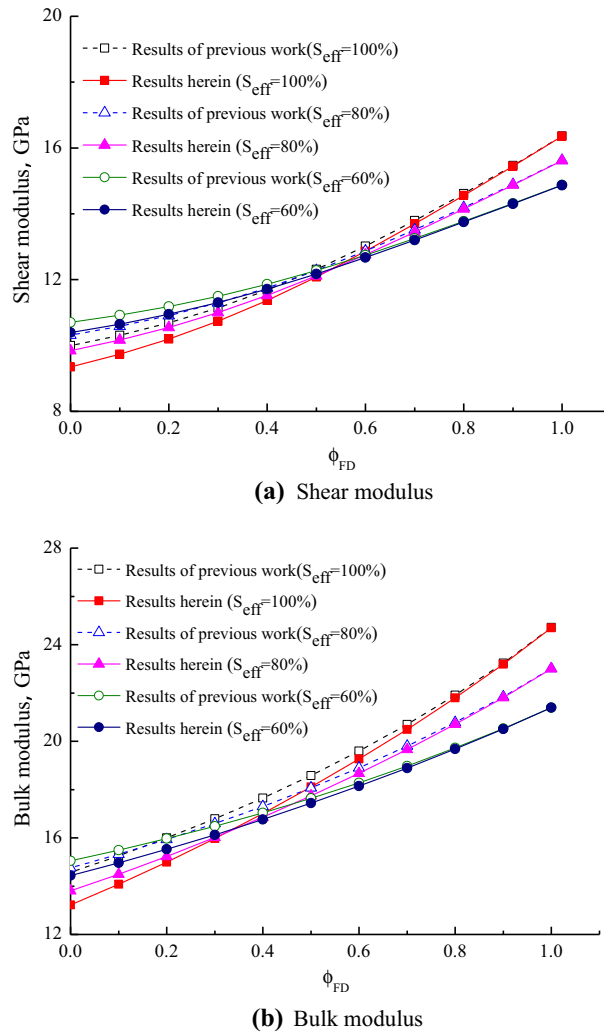 20
Results of previous work(S_eff=100%)
Results herein (S_eff=100%)
Results of previous work(S_eff=80%)
16
Results herein (S_eff=80%)
Results of previous work(S_eff=60%)
Results herein (S_eff=60%)
Shear modulus, GPa
12
8
0.0 0.2 0.4 0.6 0.8 1.0
ϕ_FD
(a) Shear modulus
28
Results of previous work(S_eff=100%)
Results herein (S_eff=100%)
24
Results of previous work(S_eff=80%)
Results herein (S_eff=80%)
Results of previous work(S_eff=60%)
20
Results herein (S_eff=60%)
Bulk modulus, GPa
16
12
0.0 0.2 0.4 0.6 0.8 1.0
ϕ_FD
(b) Bulk modulus